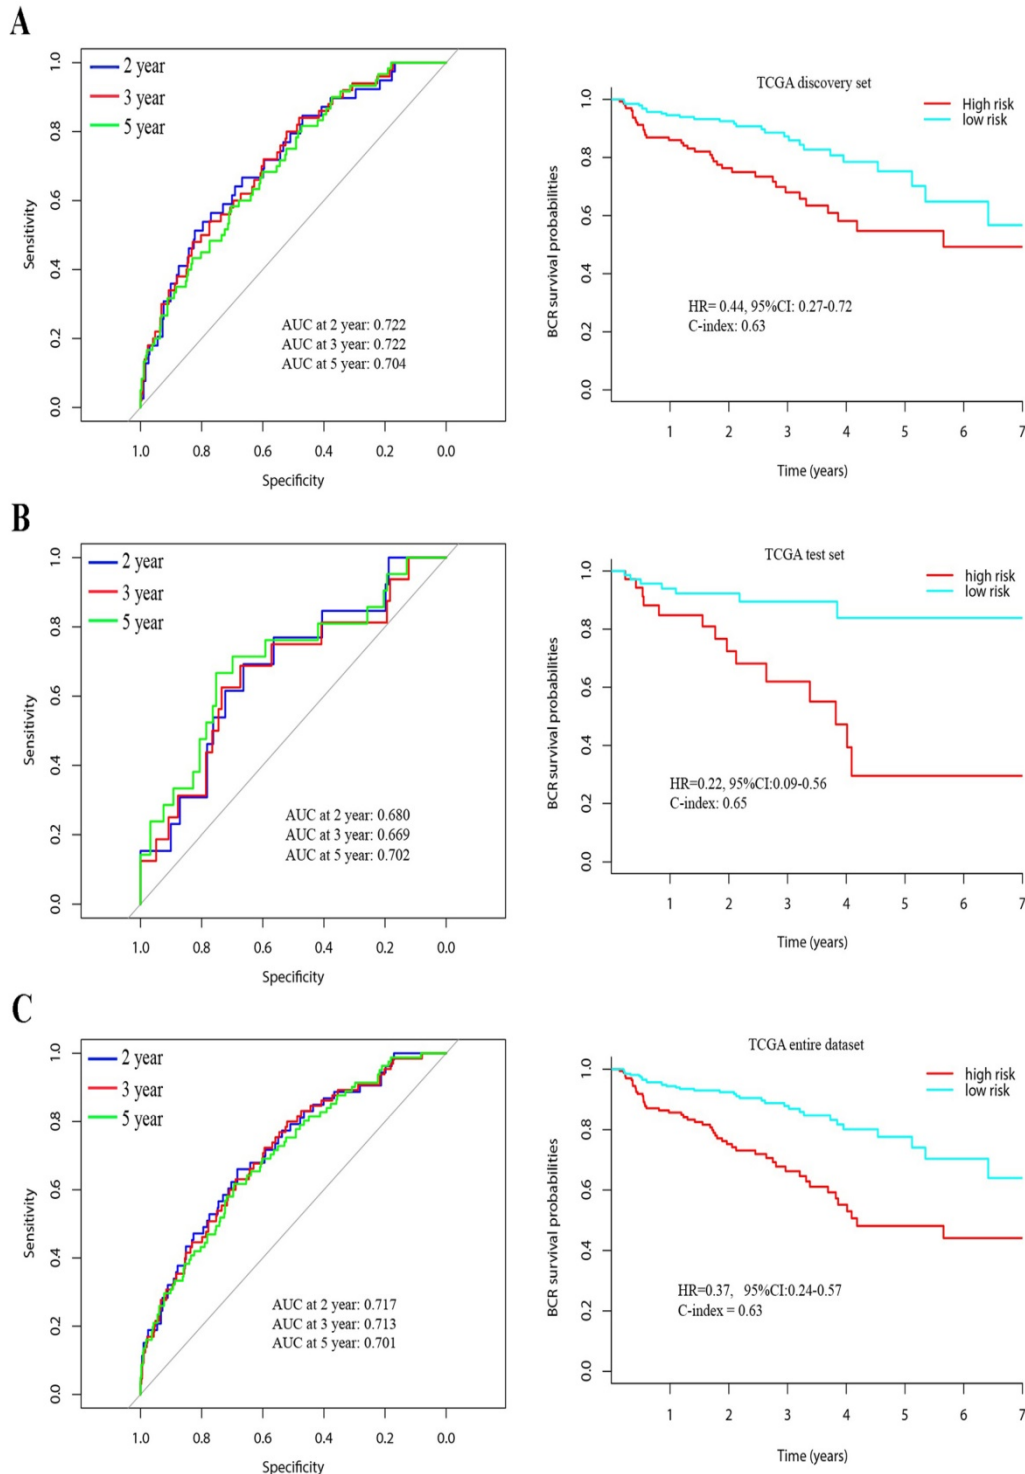 A
1.0
0.8
0.6
0.4
0.2
0.0
Sensitivity
2 year
3 year
5 year
AUC at 2 year: 0.722
AUC at 3 year: 0.722
AUC at 5 year: 0.704
1.0 0.8 0.6 0.4 0.2 0.0
Specificity
TCGA discovery set
High risk
low risk
1.0
0.8
0.6
0.4
0.2
0.0
BCR survival probabilities
HR= 0.44, 95%CI: 0.27-0.72
C-index: 0.63
1 2 3 4 5 6 7
Time (years)
B
1.0
0.8
0.6
0.4
0.2
0.0
Sensitivity
2 year
3 year
5 year
AUC at 2 year: 0.680
AUC at 3 year: 0.669
AUC at 5 year: 0.702
1.0 0.8 0.6 0.4 0.2 0.0
Specificity
TCGA test set
high risk
low risk
1.0
0.8
0.6
0.4
0.2
0.0
BCR survival probabilities
HR=0.22, 95%CI:0.09-0.56
C-index: 0.65
1 2 3 4 5 6 7
Time (years)
C
1.0
0.8
0.6
0.4
0.2
0.0
Sensitivity
2 year
3 year
5 year
AUC at 2 year: 0.717
AUC at 3 year: 0.713
AUC at 5 year: 0.701
1.0 0.8 0.6 0.4 0.2 0.0
Specificity
TCGA entire dataset
high risk
low risk
1.0
0.8
0.6
0.4
0.2
0.0
BCR survival probabilities
HR=0.37, 95%CI:0.24-0.57
C-index = 0.63
1 2 3 4 5 6 7
Time (years)